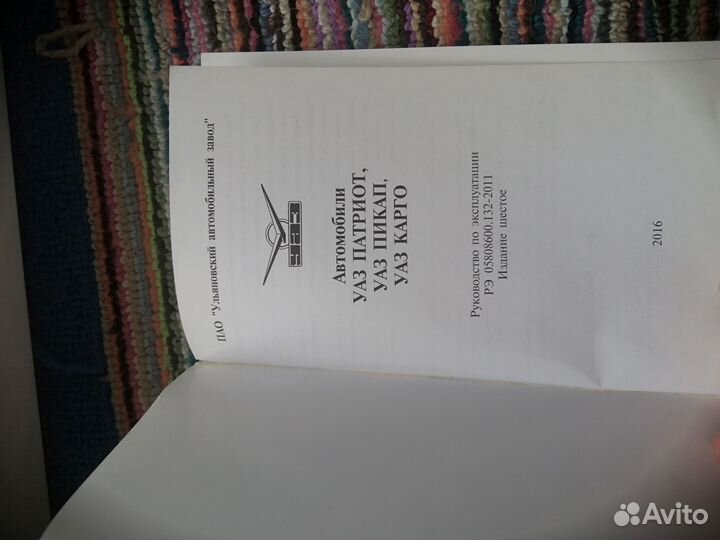 ПАО "Ульяновский автомобильный завод"
УАЗ
Автомобили
УАЗ ПАТРИОТ,
УАЗ ПИКАП,
УАЗ КАРГО
Руководство по эксплуатации
РЭ 05808600.132-2011
Издание шестое
2016
Avito